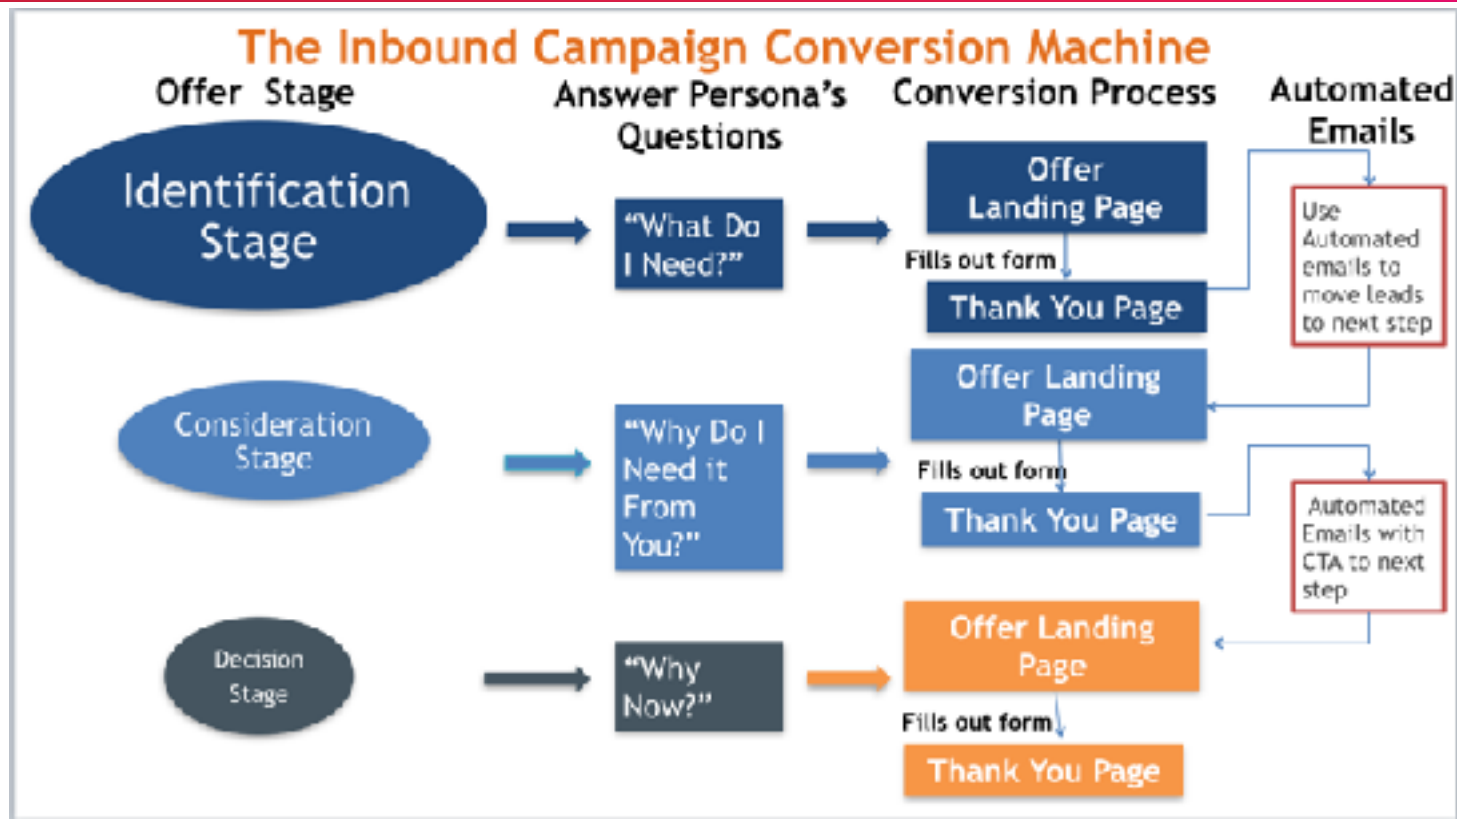 The Inbound Campaign Conversion Machine
Offer Stage
Answer Persona's
Questions
Conversion Process
Automated
Emails
Identification
Stage
“What Do
I Need?”
Offer
Landing Page
Fills out form
Thank You Page
Use
Automated
emails to
move leads
to next step
Consideration
Stage
“Why Do I
Need it
From
You?”
Offer Landing
Page
Fills out form
Thank You Page
Automated
Emails with
CTA to next
step
Decision
Stage
“Why
Now?”
Offer Landing
Page
Fills out form
Thank You Page